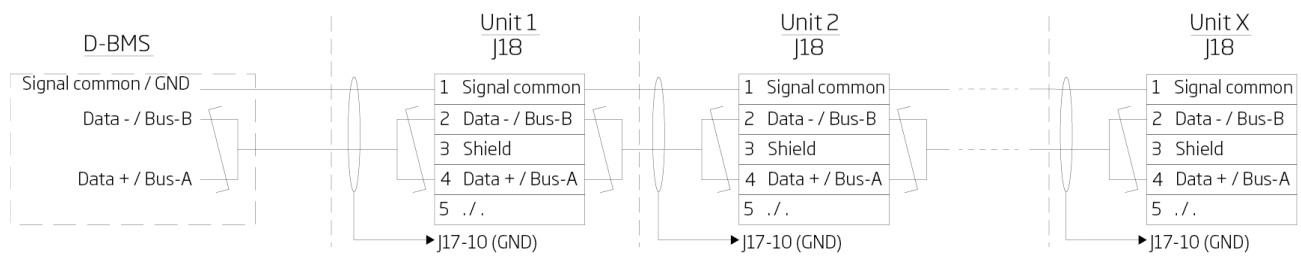 D-BMS
Signal common / GND
Data - / Bus-B
Data + / Bus-A
Unit 1
J18
1 Signal common
2 Data - / Bus-B
3 Shield
4 Data + / Bus-A
5 ./.
J17-10 (GND)
Unit 2
J18
1 Signal common
2 Data - / Bus-B
3 Shield
4 Data + / Bus-A
5 ./.
J17-10 (GND)
Unit X
J18
1 Signal common
2 Data - / Bus-B
3 Shield
4 Data + / Bus-A
5 ./.
J17-10 (GND)